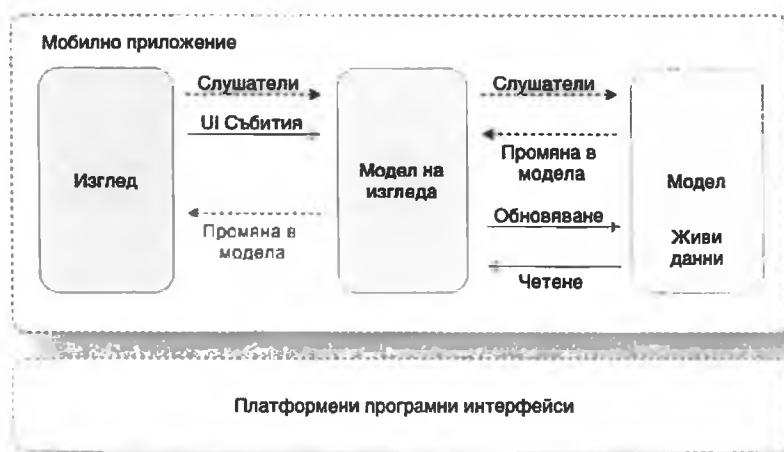 Мобилно приложение
Изглед
Слушатели
UI Събития
Промяна в
модела
Модел на
изгледа
Слушатели
Промяна в
модела
Обновяване
Четене
Модел
Живи
данни
Платформени програмни интерфейси